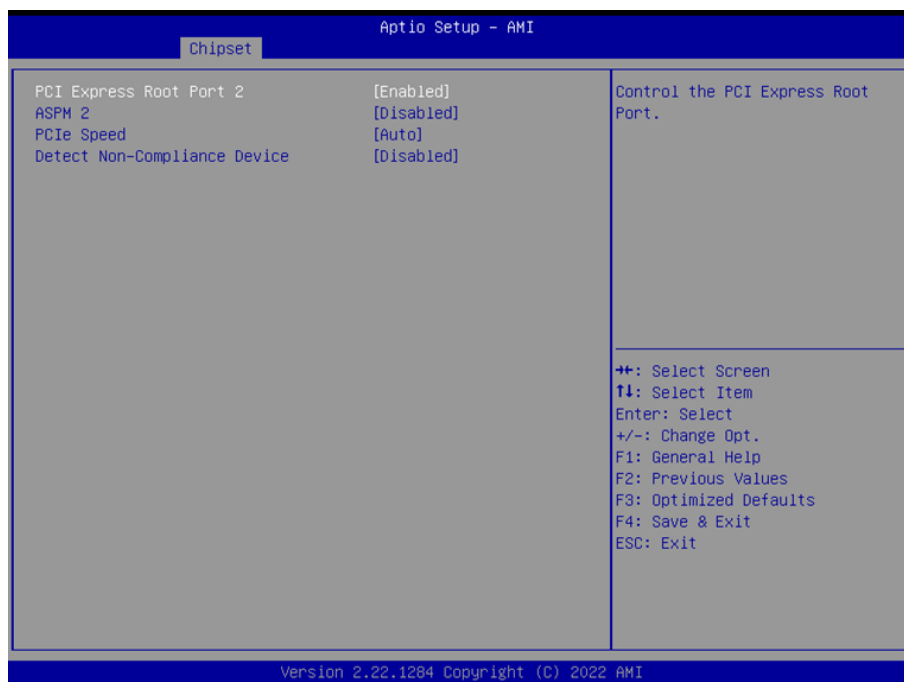 Aptio Setup – AMI
Chipset
PCI Express Root Port 2 [Enabled]
ASPM 2 [Disabled]
PCIe Speed [Auto]
Detect Non-Compliance Device [Disabled]
Control the PCI Express Root
Port.
→←: Select Screen
↑↓: Select Item
Enter: Select
+/-: Change Opt.
F1: General Help
F2: Previous Values
F3: Optimized Defaults
F4: Save & Exit
ESC: Exit
Version 2.22.1284 Copyright (C) 2022 AMI